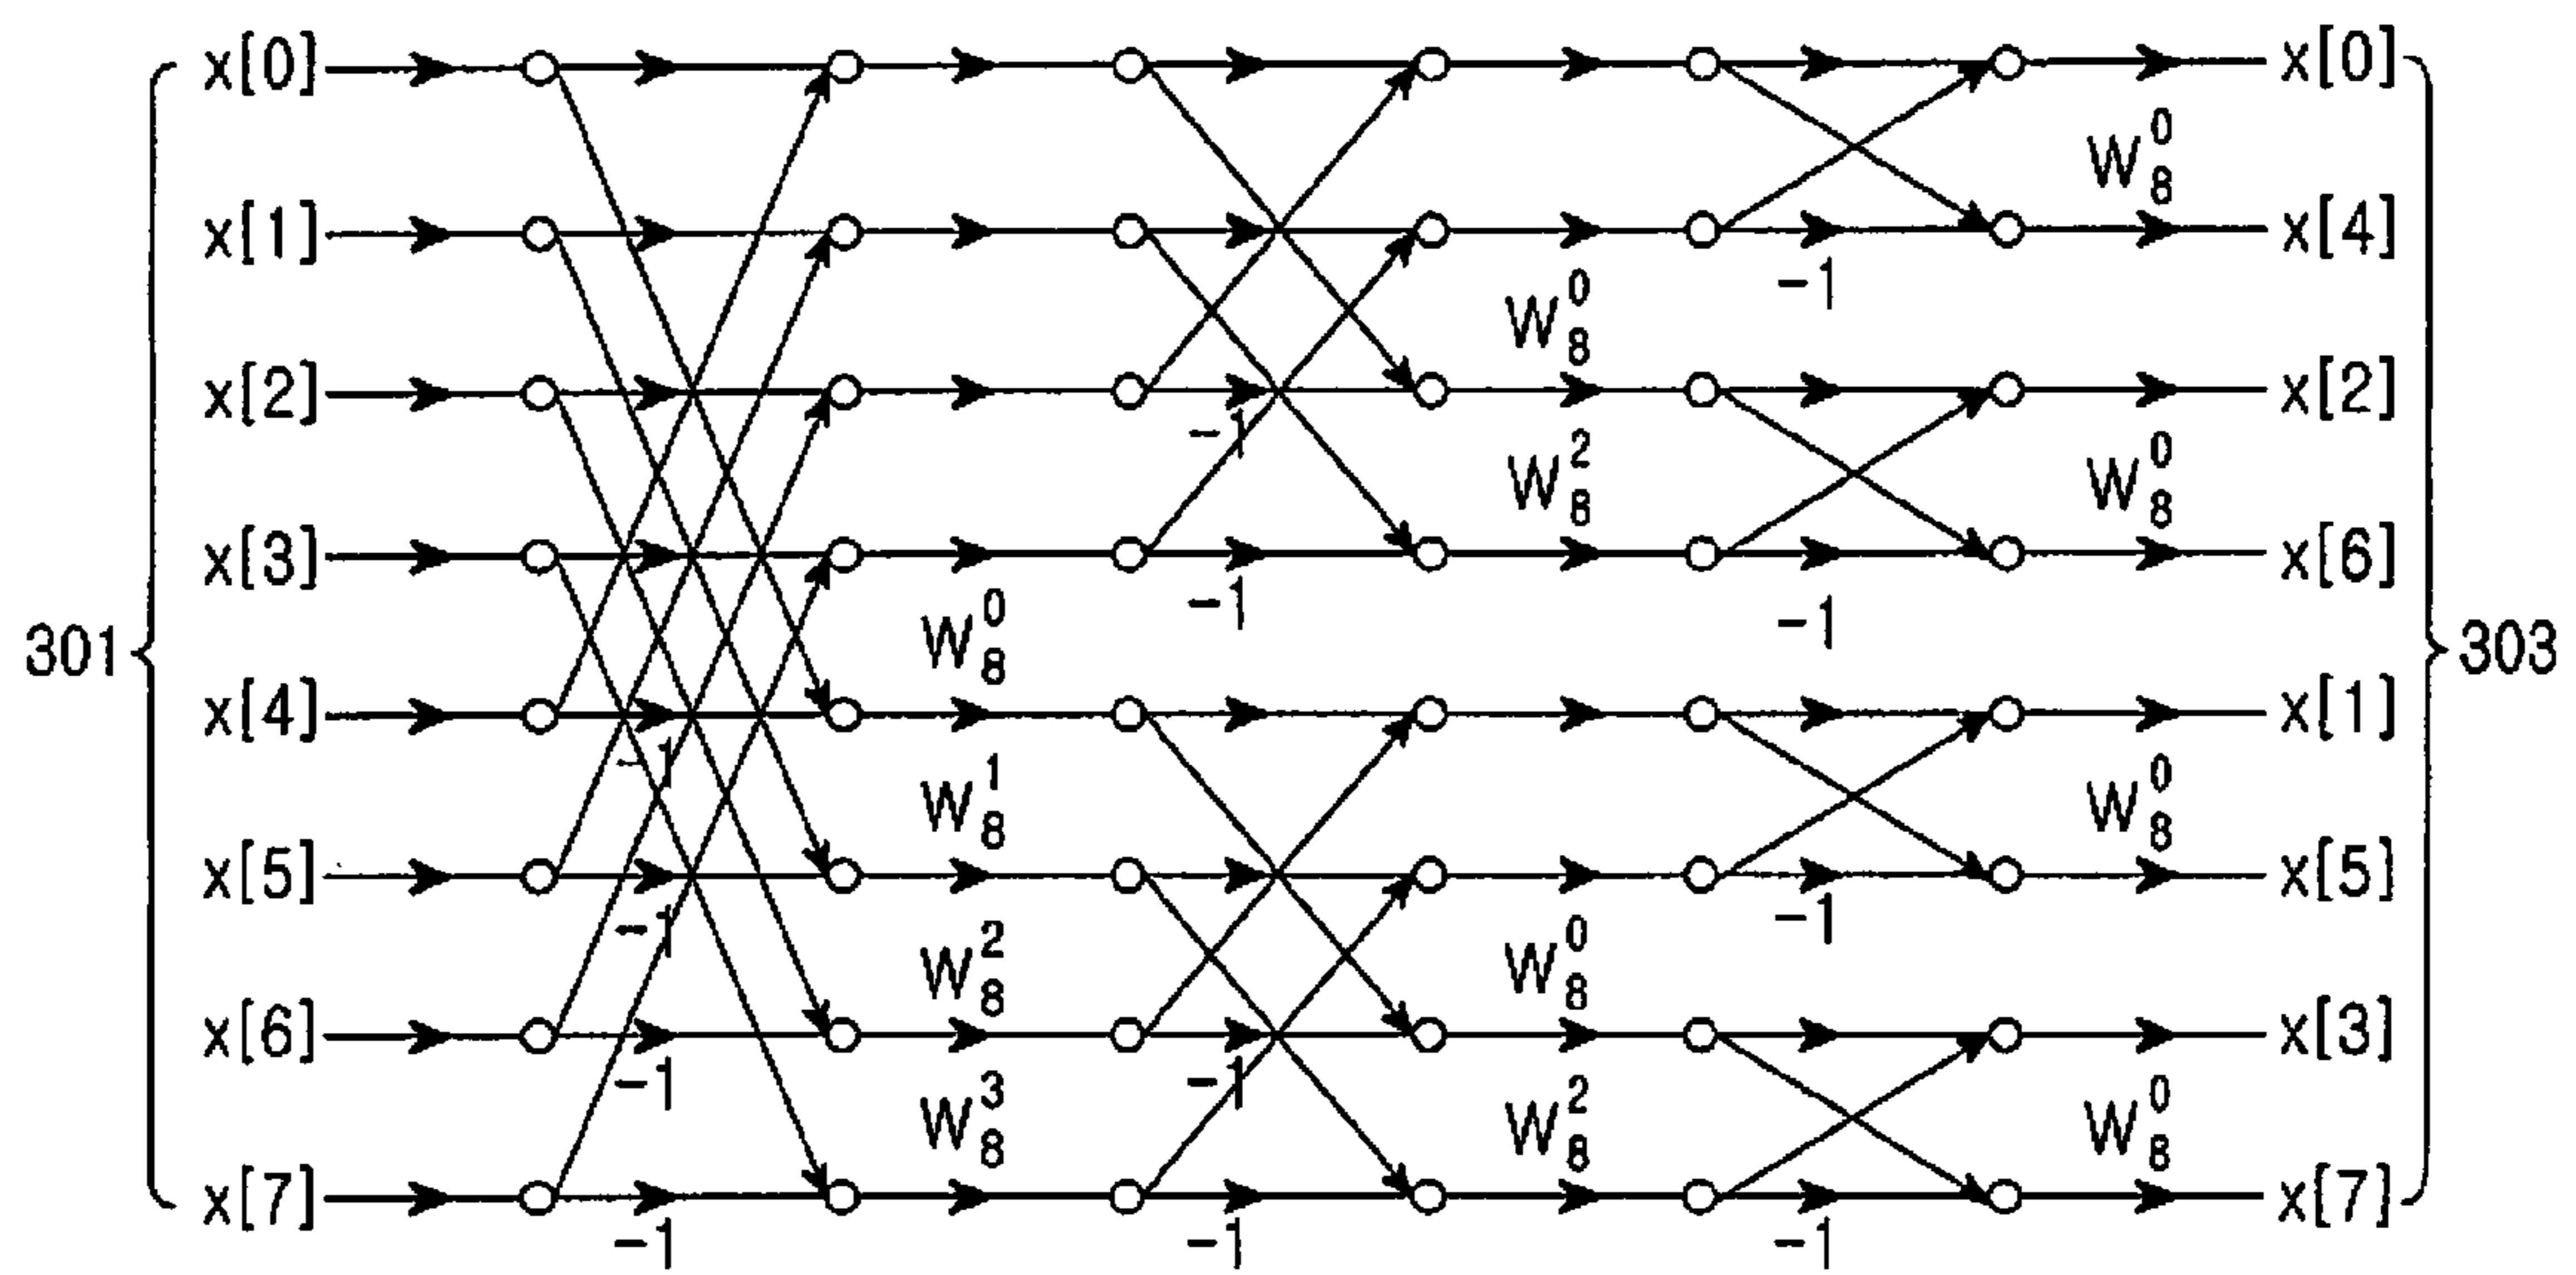 x[0] x[0]
W₈⁰
x[1] x[4]
-1
W₈⁰
x[2] x[2]
-1
W₈² W₈⁰
x[3] x[6]
-1 -1
W₈⁰
301 303
x[4] x[1]
-1
W₈¹ W₈⁰
x[5] x[5]
-1 -1
W₈² W₈⁰
x[6] x[3]
-1 -1
W₈³ W₈² W₈⁰
x[7] x[7]
-1 -1 -1